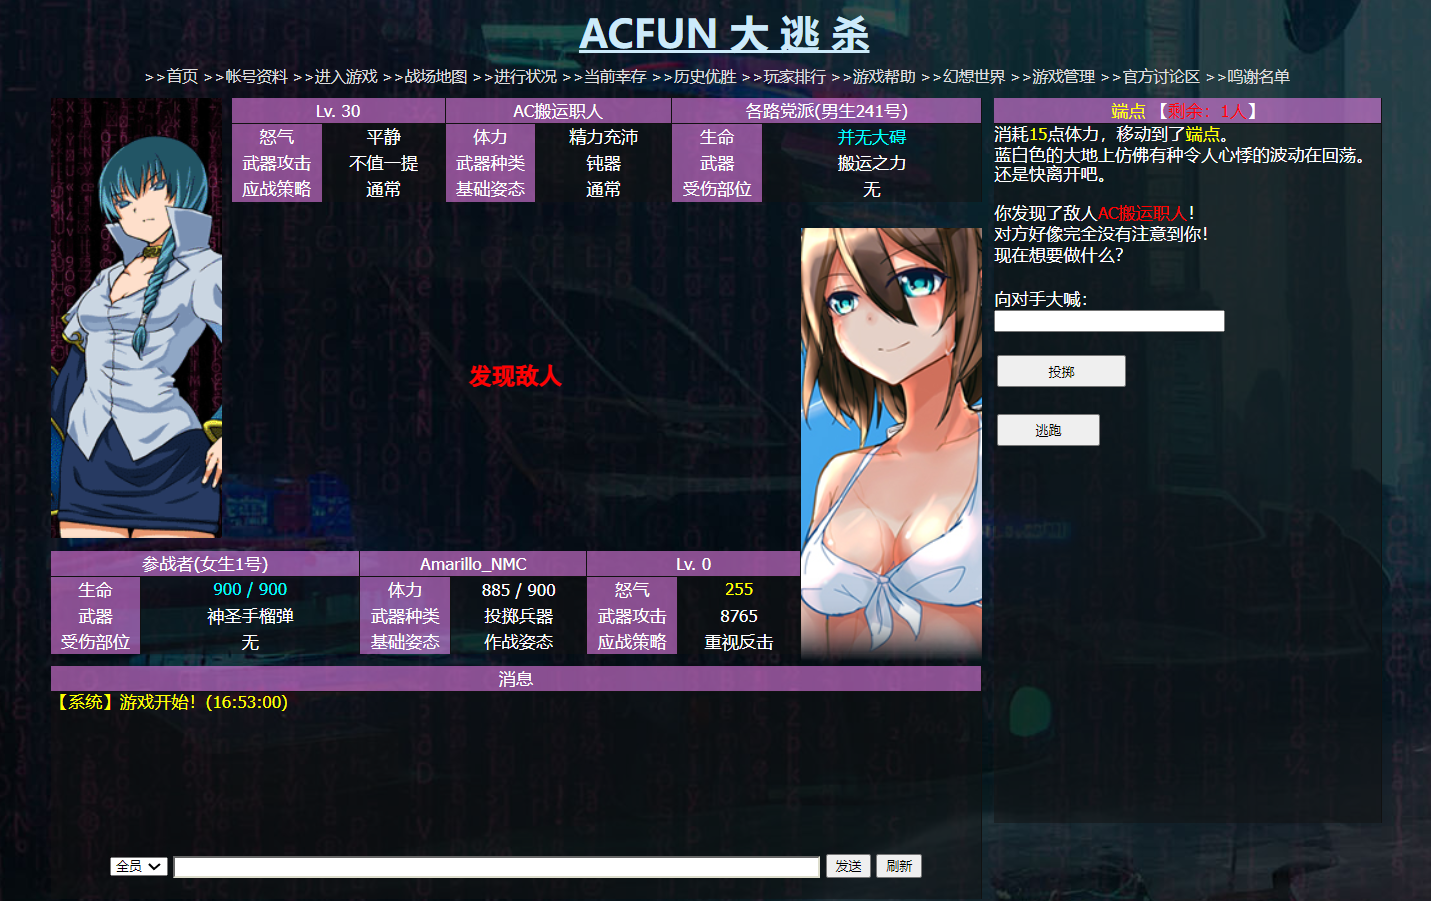 ACFUN 大 逃 杀
>>首页 >>帐号资料 >>进入游戏 >>战场地图 >>进行状况 >>当前幸存 >>历史优胜 >>玩家排行 >>游戏帮助 >>幻想世界 >>游戏管理 >>官方讨论区 >>鸣谢名单
Lv. 30 AC搬运职人 各路党派(男生241号)
怒气 平静 体力 精力充沛 生命 并无大碍
武器攻击 不值一提 武器种类 钝器 武器 搬运之力
应战策略 通常 基础姿态 通常 受伤部位 无
发现敌人
参战者(女生1号) Amarillo_NMC Lv. 0
生命 900 / 900 体力 885 / 900 怒气 255
武器 神圣手榴弹 武器种类 投掷兵器 武器攻击 8765
受伤部位 无 基础姿态 作战姿态 应战策略 重视反击
消息
【系统】游戏开始！(16:53:00)
全员 发送 刷新
端点 【剩余：1人】
消耗15点体力，移动到了端点。
蓝白色的大地上仿佛有种令人心悸的波动在回荡。
还是快离开吧。
你发现了敌人AC搬运职人！
对方好像完全没有注意到你！
现在想要做什么？
向对手大喊：
投掷
逃跑